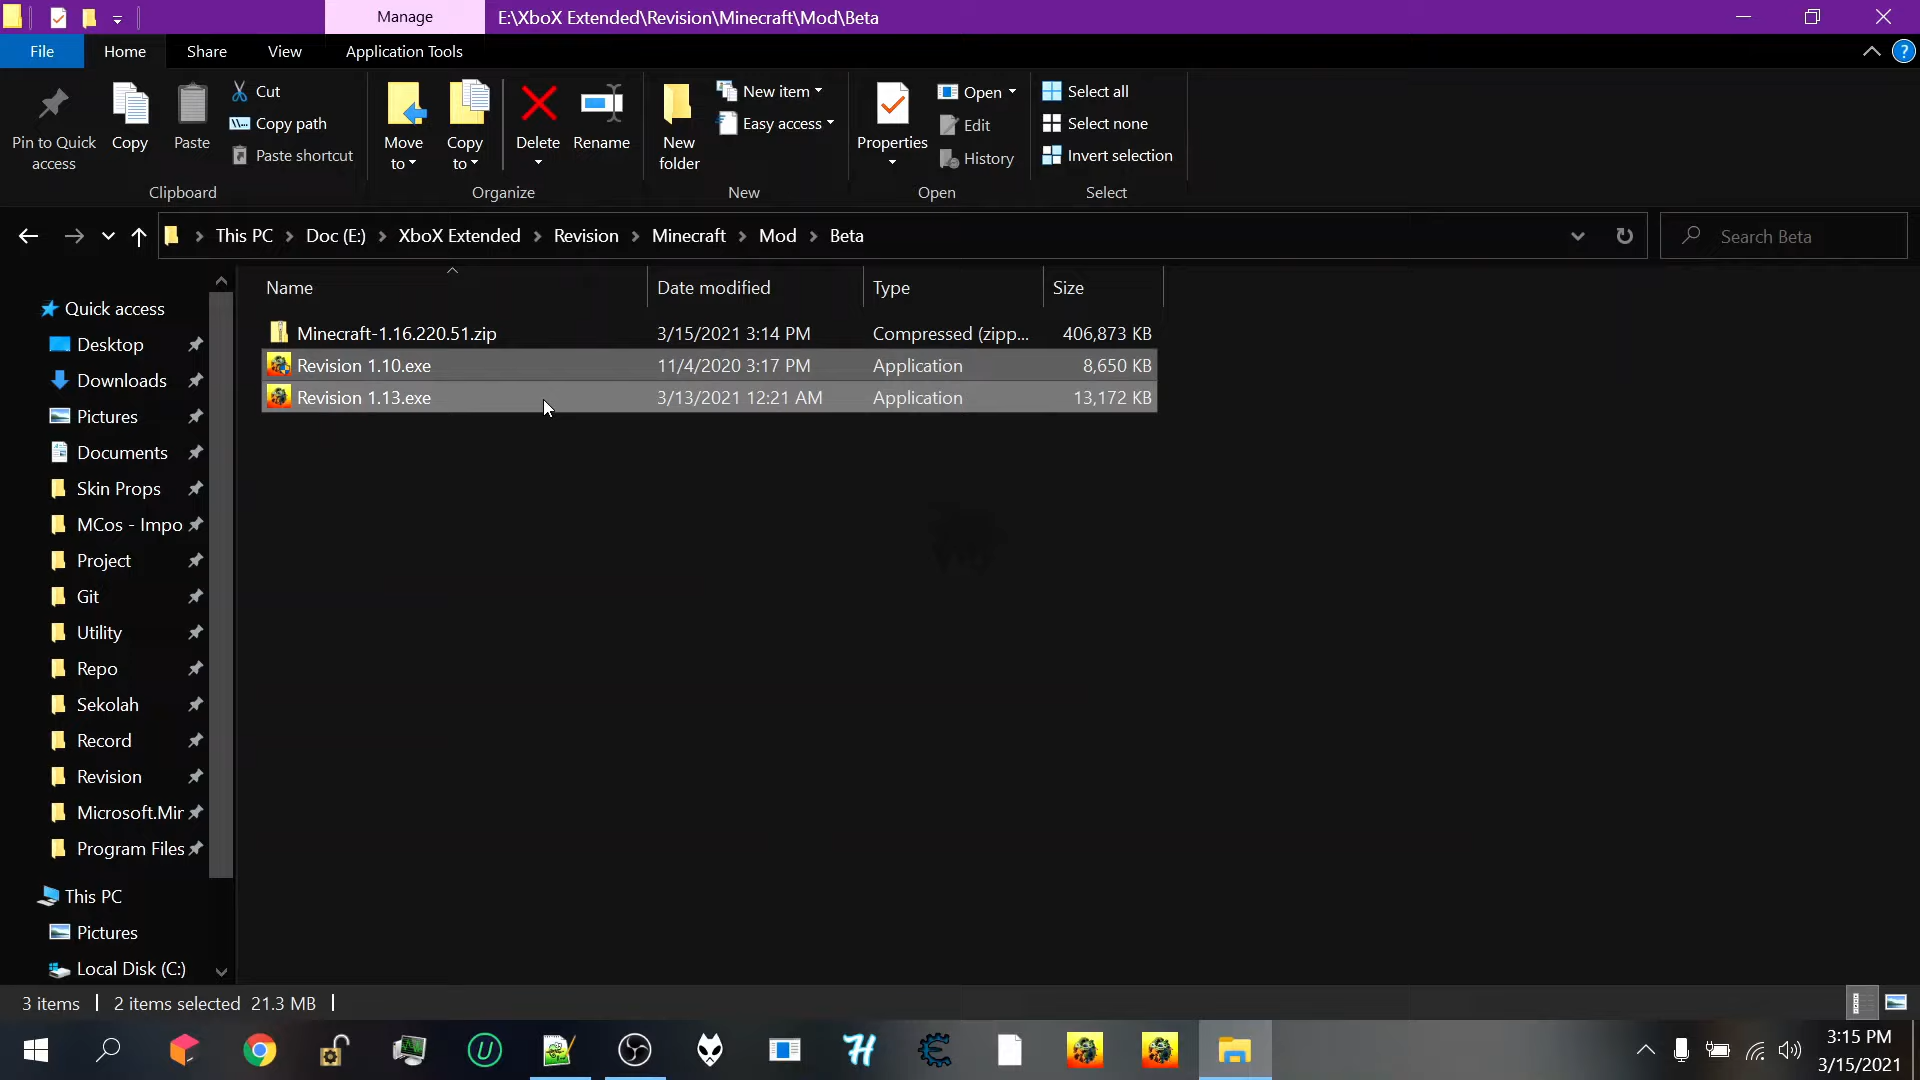 Manage
E:\XboX Extended\Revision\Minecraft\Mod\Beta
File
Home
Share
View
Application Tools
Pin to Quick access
Copy
Paste
Cut
Copy path
Paste shortcut
Clipboard
Move to
Copy to
Delete
Rename
Organize
New folder
New item
Easy access
New
Properties
Open
Edit
History
Open
Select all
Select none
Invert selection
Select
This PC
Doc (E:)
XboX Extended
Revision
Minecraft
Mod
Beta
Search Beta
Name
Date modified
Type
Size
Minecraft-1.16.220.51.zip 3/15/2021 3:14 PM Compressed (zipp... 406,873 KB
Revision 1.10.exe 11/4/2020 3:17 PM Application 8,650 KB
Revision 1.13.exe 3/13/2021 12:21 AM Application 13,172 KB
Quick access
Desktop
Downloads
Pictures
Documents
Skin Props
MCos - Impo
Project
Git
Utility
Repo
Sekolah
Record
Revision
Microsoft.Mir
Program Files
This PC
Pictures
Local Disk (C:)
3 items
2 items selected 21.3 MB
3:15 PM
3/15/2021